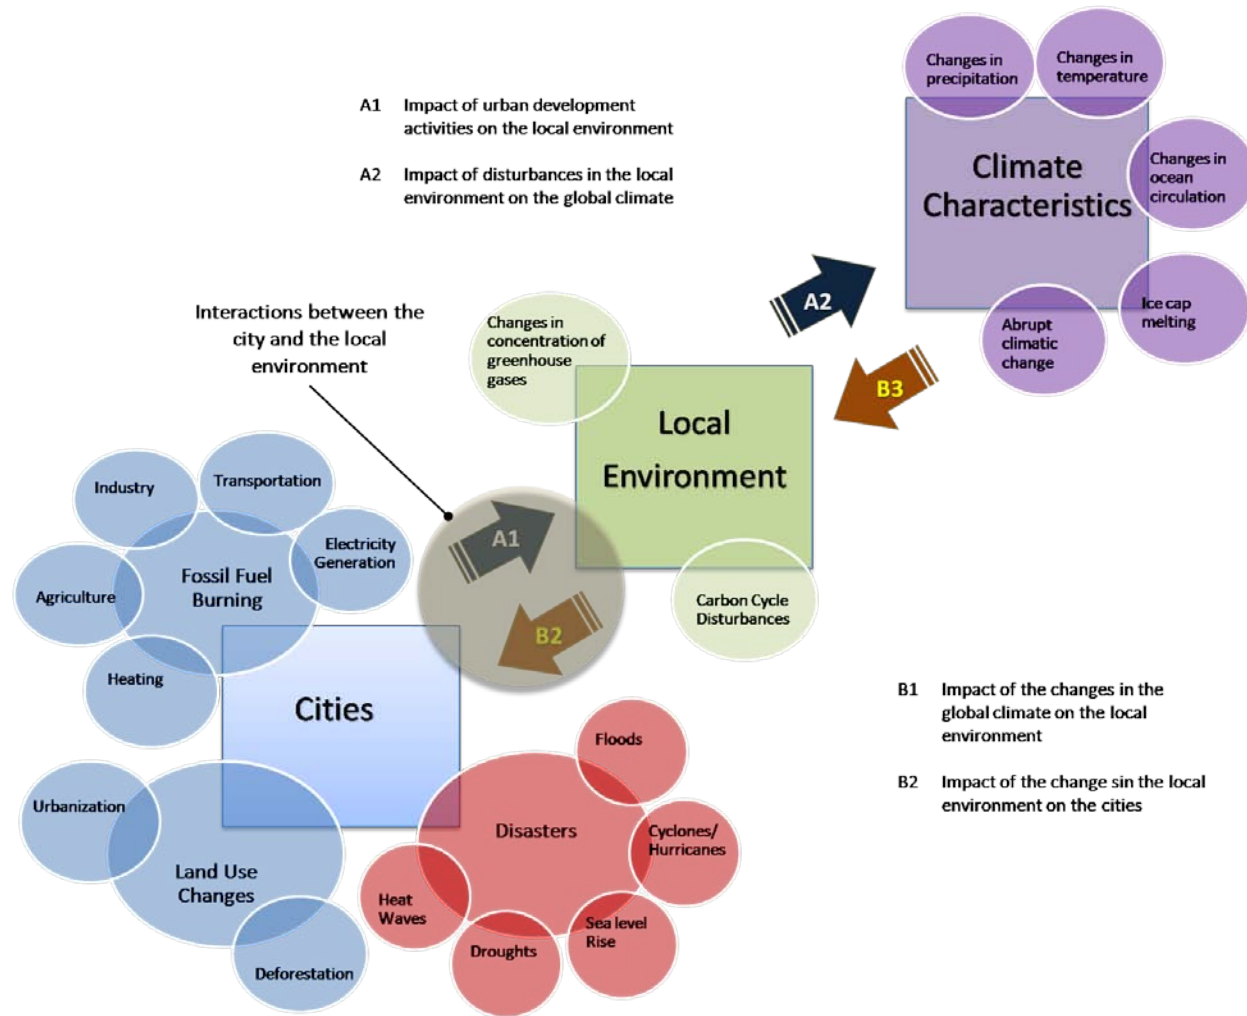 Changes in
precipitation
Changes in
temperature
A1 Impact of urban development
activities on the local environment
A2 Impact of disturbances in the local
environment on the global climate
Climate
Characteristics
Changes in
ocean
circulation
A2
Ice cap
melting
Abrupt
climatic
change
Interactions between the
city and the local
environment
Changes in
concentration of
greenhouse
gases
B3
Local
Environment
Industry
Transportation
Electricity
Generation
A1
Fossil Fuel
Burning
Agriculture
Carbon Cycle
Disturbances
B2
Heating
Cities
B1 Impact of the changes in the
global climate on the local
environment
B2 Impact of the change sin the local
environment on the cities
Floods
Urbanization
Disasters
Cyclones/
Hurricanes
Land Use
Changes
Heat
Waves
Sea level
Rise
Droughts
Deforestation